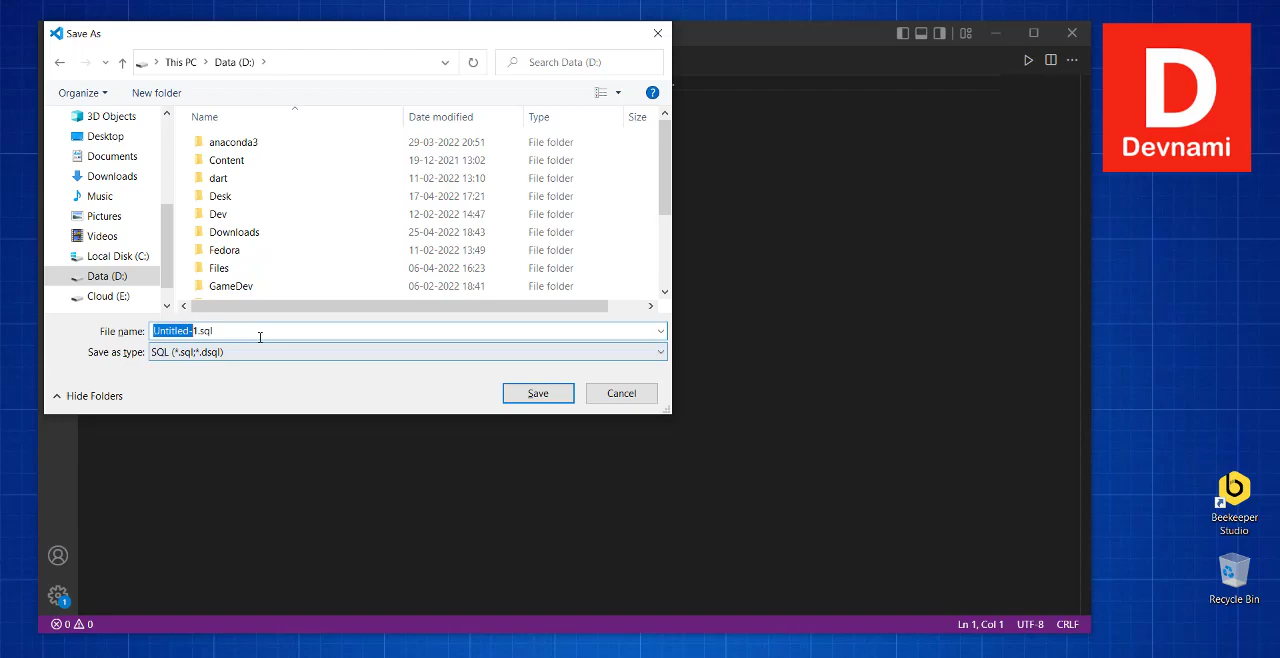 Save As
This PC
Data (D:)
Search Data (D:)
Organize
New folder
?
Name
Date modified
Type
Size
3D Objects
Desktop
Documents
Downloads
Music
Pictures
Videos
Local Disk (C:)
Data (D:)
Cloud (E:)
anaconda3 29-03-2022 20:51 File folder
Content 19-12-2021 13:02 File folder
dart 11-02-2022 13:10 File folder
Desk 17-04-2022 17:21 File folder
Dev 12-02-2022 14:47 File folder
Downloads 25-04-2022 18:43 File folder
Fedora 11-02-2022 13:49 File folder
Files 06-04-2022 16:23 File folder
GameDev 06-02-2022 18:41 File folder
File name: Untitled-1.sql
Save as type: SQL (*.sql;*.dsql)
Hide Folders
Save
Cancel
1
0 0
Ln 1, Col 1
UTF-8
CRLF
D
Devnami
b
Beekeeper
Studio
Recycle Bin